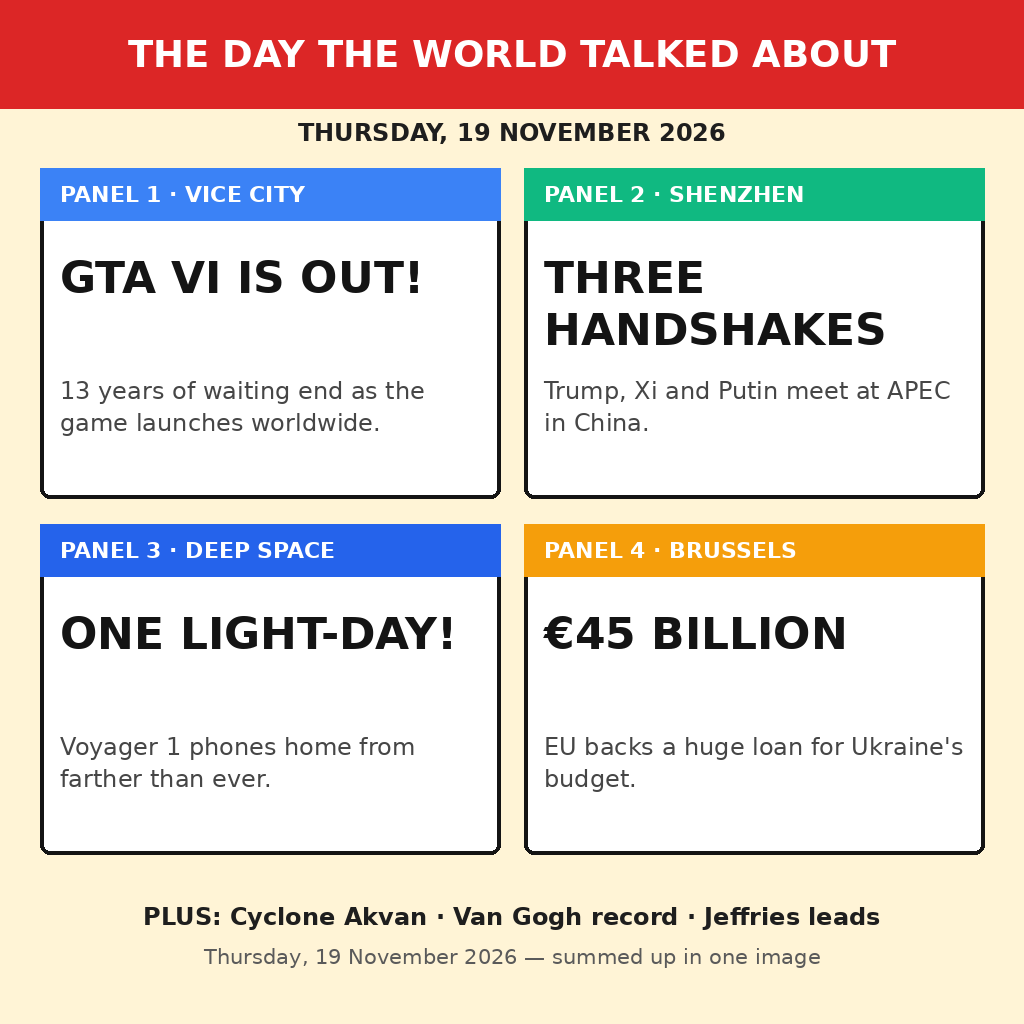 THE DAY THE WORLD TALKED ABOUT
THURSDAY, 19 NOVEMBER 2026
PANEL 1 · VICE CITY
GTA VI IS OUT!
13 years of waiting end as the
game launches worldwide.
PANEL 2 · SHENZHEN
THREE
HANDSHAKES
Trump, Xi and Putin meet at APEC
in China.
PANEL 3 · DEEP SPACE
ONE LIGHT-DAY!
Voyager 1 phones home from
farther than ever.
PANEL 4 · BRUSSELS
€45 BILLION
EU backs a huge loan for Ukraine's
budget.
PLUS: Cyclone Akvan · Van Gogh record · Jeffries leads
Thursday, 19 November 2026 — summed up in one image